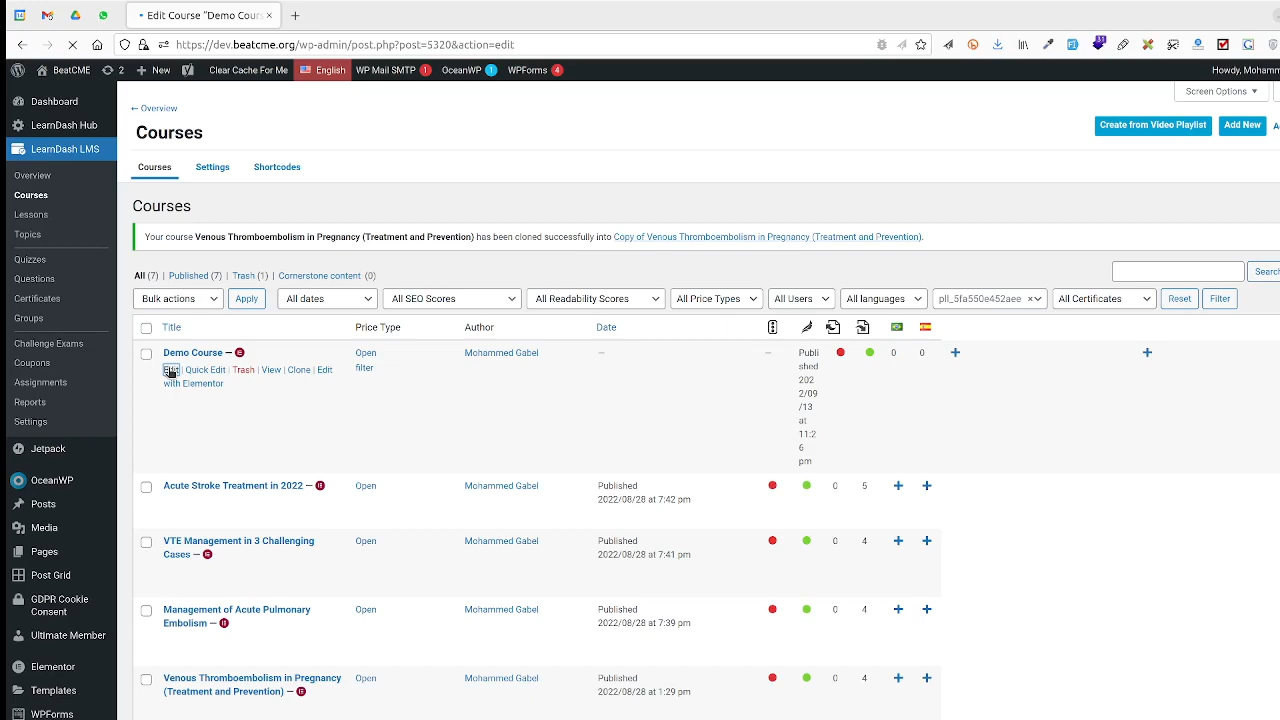 Edit Course "Demo Cours
https://dev.beatcme.org/wp-admin/post.php?post=5320&action=edit
31
BeatCME
2
New
Clear Cache For Me
English
WP Mail SMTP 1
OceanWP 1
WPForms 4
Howdy, Mohamm
Screen Options ▼
← Overview
Courses
Create from Video Playlist
Add New
Courses
Settings
Shortcodes
Dashboard
LearnDash Hub
LearnDash LMS
Overview
Courses
Lessons
Topics
Quizzes
Questions
Certificates
Groups
Challenge Exams
Coupons
Assignments
Reports
Settings
Jetpack
OceanWP
Posts
Media
Pages
Post Grid
GDPR Cookie
Consent
Ultimate Member
Elementor
Templates
WPForms
Courses
Your course Venous Thromboembolism in Pregnancy (Treatment and Prevention) has been cloned successfully into Copy of Venous Thromboembolism in Pregnancy (Treatment and Prevention).
All (7) | Published (7) | Trash (1) | Cornerstone content (0)
Search
Bulk actions
Apply
All dates
All SEO Scores
All Readability Scores
All Price Types
All Users
All languages
pll_5fa550e452aee ×
All Certificates
Reset
Filter
Title
Price Type
Author
Date
Demo Course —
Edit | Quick Edit | Trash | View | Clone | Edit
with Elementor
Open
filter
Mohammed Gabel
—
—
Publi
shed
202
2/09
/13
at
11:2
6
pm
0
0
Acute Stroke Treatment in 2022 —
Open
Mohammed Gabel
Published
2022/08/28 at 7:42 pm
0
5
VTE Management in 3 Challenging
Cases —
Open
Mohammed Gabel
Published
2022/08/28 at 7:41 pm
0
4
Management of Acute Pulmonary
Embolism —
Open
Mohammed Gabel
Published
2022/08/28 at 7:39 pm
0
4
Venous Thromboembolism in Pregnancy
(Treatment and Prevention) —
Open
Mohammed Gabel
Published
2022/08/28 at 1:29 pm
0
4